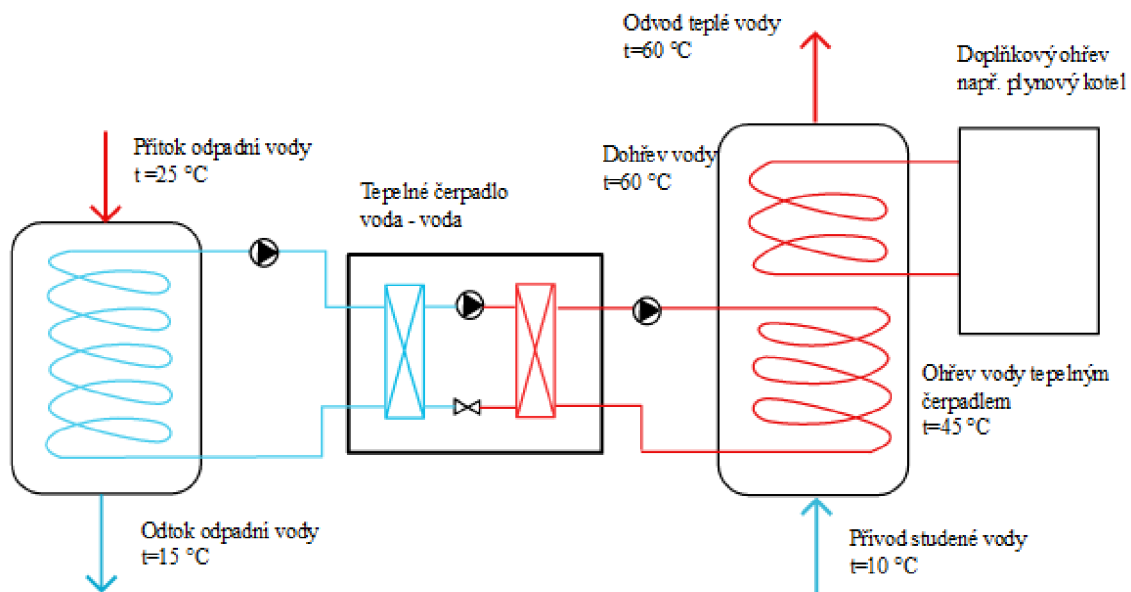 Odvod teplé vody
t=60 °C
Doplňkový ohřev
např. plynový kotel
Přítok odpadní vody
t =25 °C
Dohřev vody
t=60 °C
Tepelné čerpadlo
voda - voda
Ohřev vody tepelným
čerpadlem
t=45 °C
Odtok odpadní vody
t=15 °C
Přívod studené vody
t=10 °C